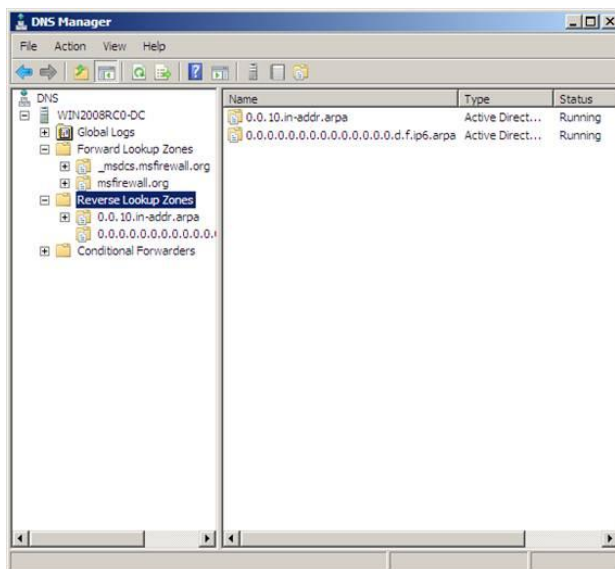 DNS Manager
File Action View Help
DNS
WIN2008RC0-DC
Global Logs
Forward Lookup Zones
_msdcs.msfirewall.org
msfirewall.org
Reverse Lookup Zones
0.0.10.in-addr.arpa
0.0.0.0.0.0.0.0.0.0.0.0.
Conditional Forwarders
Name Type Status
0.0.10.in-addr.arpa Active Direct... Running
0.0.0.0.0.0.0.0.0.0.0.0.0.0.d.f.ip6.arpa Active Direct... Running